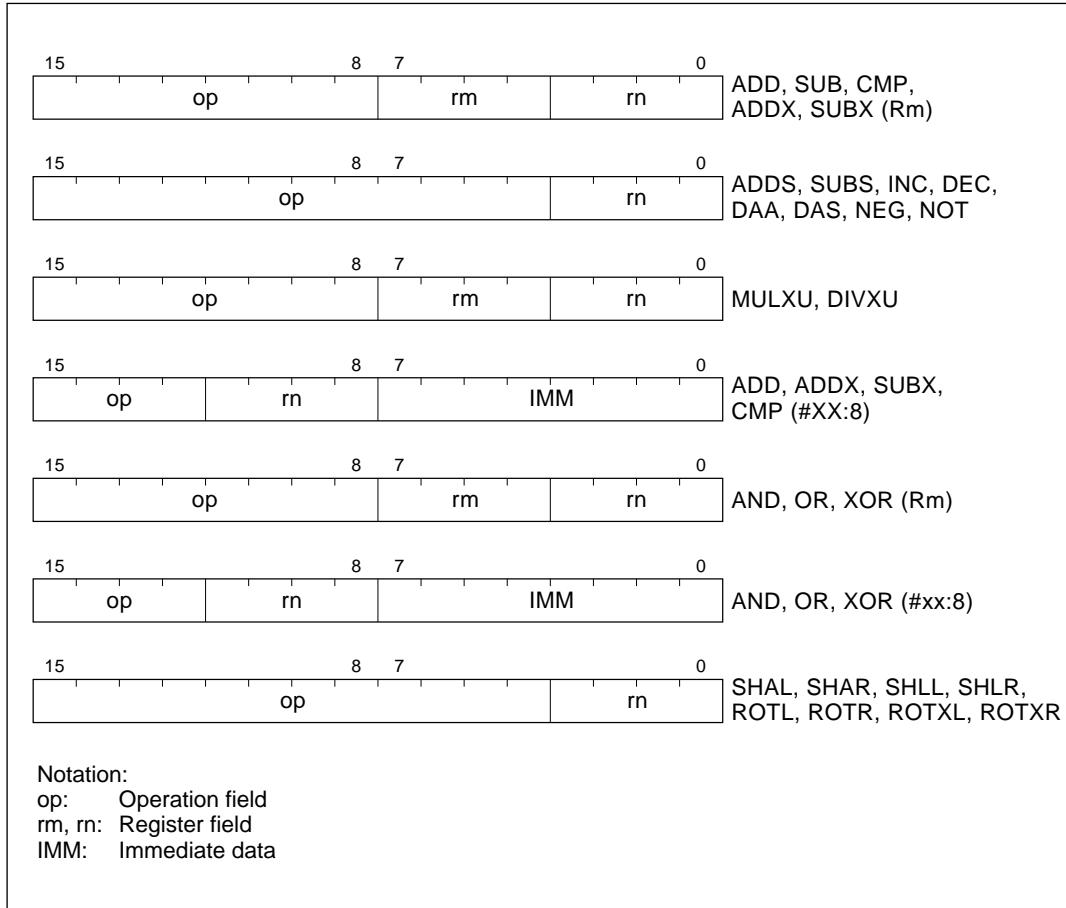 15 8 7 0
op rm rn
ADD, SUB, CMP,
ADDX, SUBX (Rm)
15 8 7 0
op rn
ADDS, SUBS, INC, DEC,
DAA, DAS, NEG, NOT
15 8 7 0
op rm rn
MULXU, DIVXU
15 8 7 0
op rn IMM
ADD, ADDX, SUBX,
CMP (#XX:8)
15 8 7 0
op rm rn
AND, OR, XOR (Rm)
15 8 7 0
op rn IMM
AND, OR, XOR (#xx:8)
15 8 7 0
op rn
SHAL, SHAR, SHLL, SHLR,
ROTL, ROTR, ROTXL, ROTXR
Notation:
op: Operation field
rm, rn: Register field
IMM: Immediate data